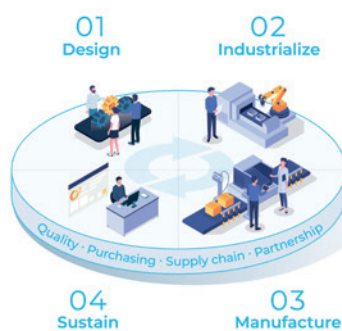 01
Design
02
Industrialize
Quality · Purchasing · Supply chain · Partnership
04
Sustain
03
Manufacture